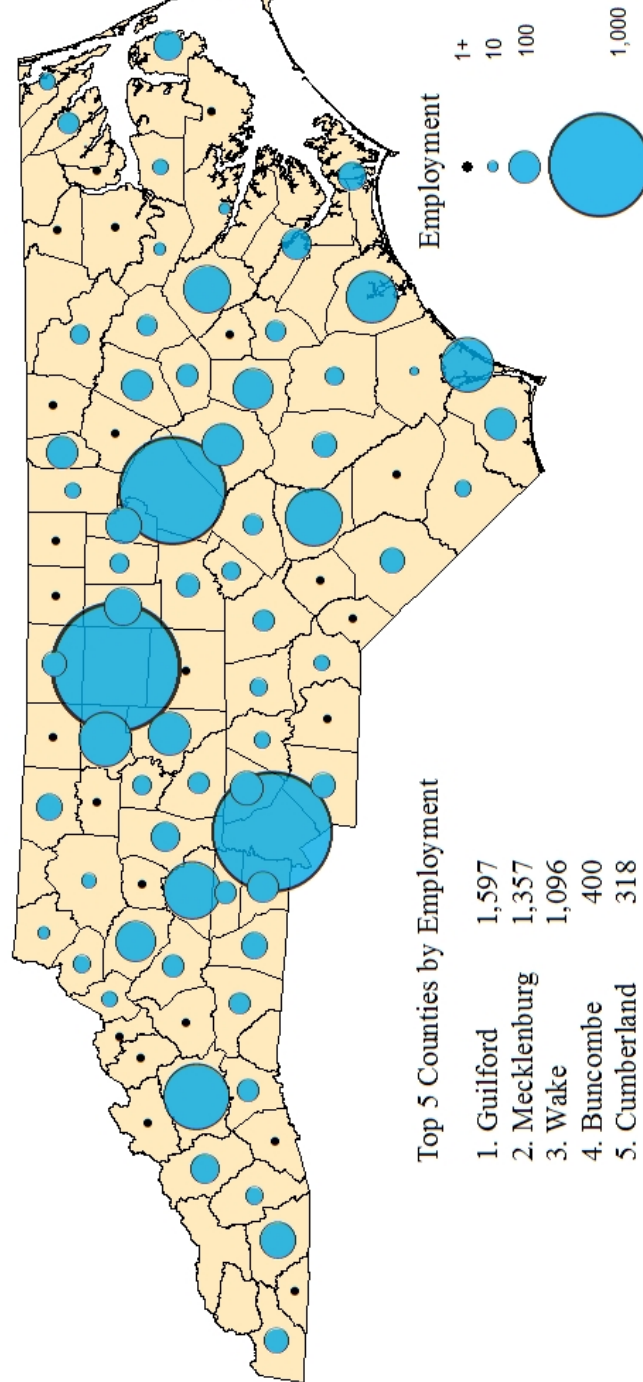 Top 5 Counties by Employment
1. Guilford 1,597
2. Mecklenburg 1,357
3. Wake 1,096
4. Buncombe 400
5. Cumberland 318
Employment
1+
10
100
1,000